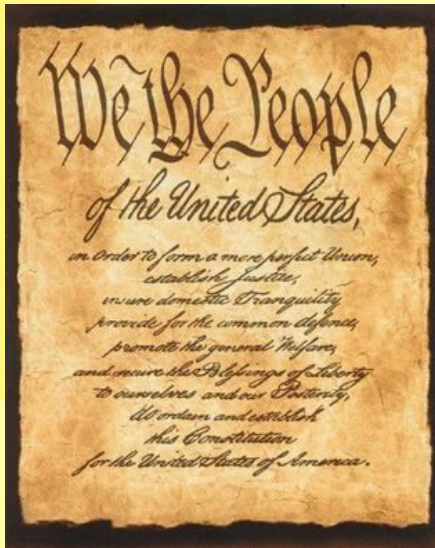 We the People
of the United States,
in Order to form a more perfect Union,
establish Justice,
insure domestic Tranquility
provide for the common defence,
promote the general Welfare,
and secure the Blessings of Liberty
to ourselves and our Posterity,
do ordain and establish
this Constitution
for the United States of America.